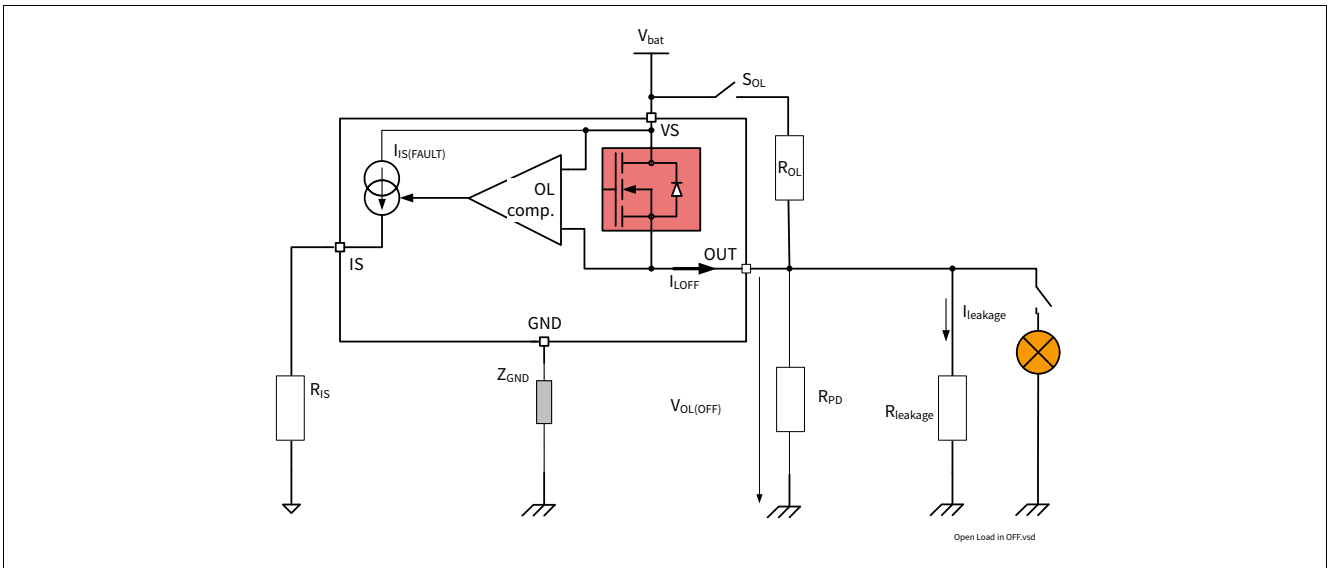 Vbat
SOL
VS
IIS(FAULT)
ROL
OL
comp.
OUT
IS
ILOFF
Ileakage
GND
ZGND
RIS
VOL(OFF)
RPD
Rleakage
Open Load in OFF.vsd